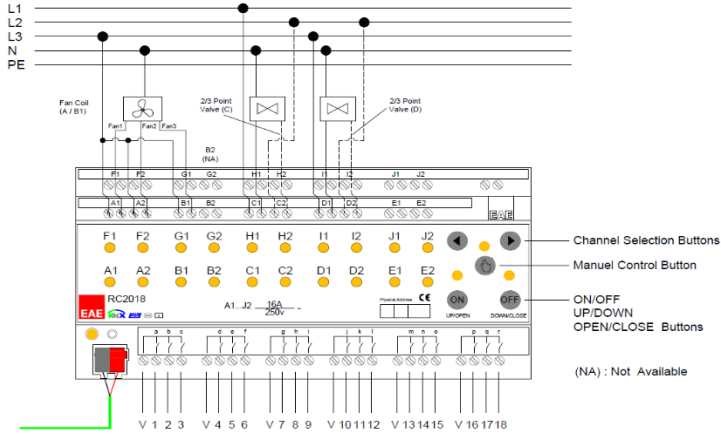 L1
L2
L3
N
PE
Fan Coil
(A / B1)
Fan1 Fan2 Fan3
2/3 Point
Valve (C)
2/3 Point
Valve (D)
B2
(NA)
F1 F2 G1 G2 H1 H2 I1 I2 J1 J2
A1 A2 B1 B2 C1 C2 D1 D2 E1 E2
EAE
F1 F2 G1 G2 H1 H2 I1 I2 J1 J2
A1 A2 B1 B2 C1 C2 D1 D2 E1 E2
Channel Selection Buttons
Manuel Control Button
ON OFF
UP/OPEN DOWN/CLOSE
ON/OFF
UP/DOWN
OPEN/CLOSE Buttons
EAE
RC2018
KNX
A1...J2 16A
250v ~
Physical Address
CE
a b c d e f g h i j k l m n o p q r
(NA) : Not Available
V 1 2 3 V 4 5 6 V 7 8 9 V 10 11 12 V 13 14 15 V 16 17 18